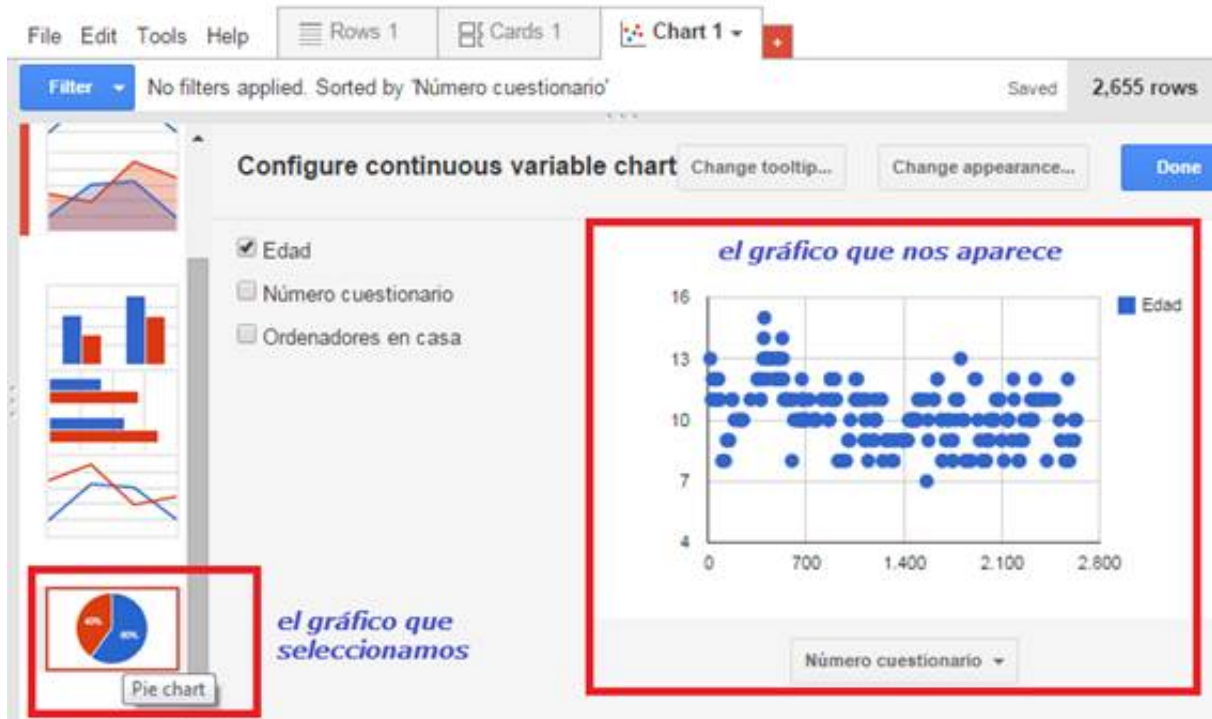 File Edit Tools Help Rows 1 Cards 1 Chart 1 +
Filter No filters applied. Sorted by 'Número cuestionario' Saved 2,655 rows
Configure continuous variable chart Change tooltip... Change appearance... Done
Edad
Número cuestionario
Ordenadores en casa
el gráfico que nos aparece
16
13
10
7
4
0 700 1.400 2.100 2.800
Edad
Número cuestionario
40% 60%
Pie chart
el gráfico que
seleccionamos